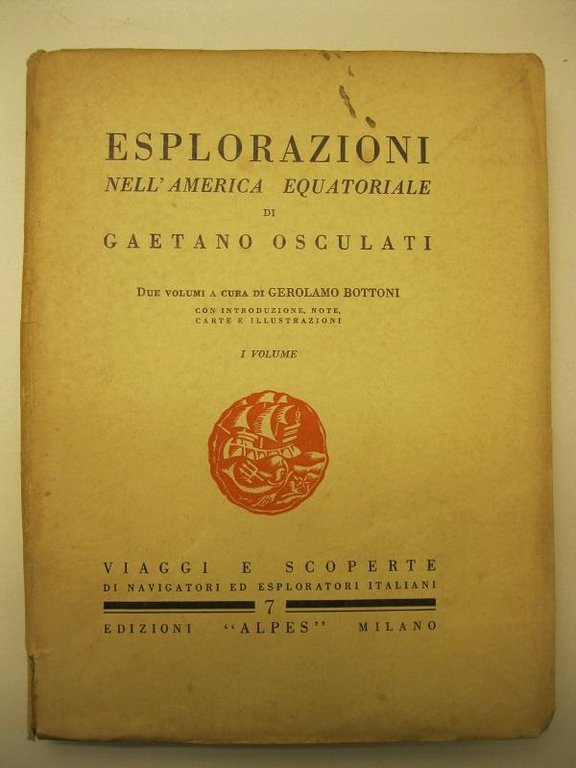 ESPLORAZIONI
NELL'AMERICA EQUATORIALE
DI
GAETANO OSCULATI
DUE VOLUMI A CURA DI GEROLAMO BOTTONI
CON INTRODUZIONE, NOTE,
CARTE E ILLUSTRAZIONI
I VOLUME
VIAGGI E SCOPERTE
DI NAVIGATORI ED ESPLORATORI ITALIANI
7
EDIZIONI "ALPES" MILANO